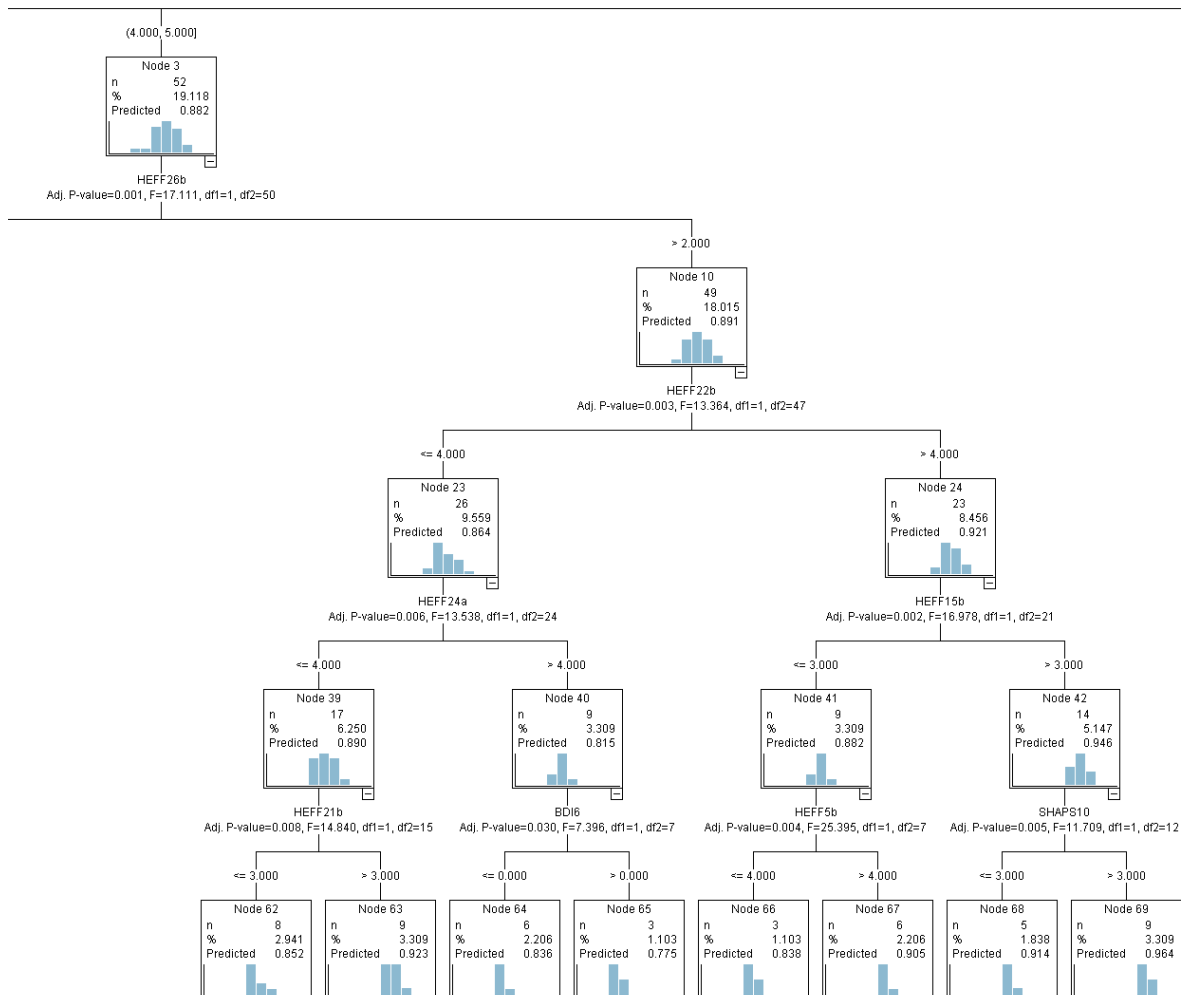 (4.000, 5.000]
Node 3
n 52
% 19.118
Predicted 0.882
HEFF26b
Adj. P-value=0.001, F=17.111, df1=1, df2=50
> 2.000
Node 10
n 49
% 18.015
Predicted 0.891
HEFF22b
Adj. P-value=0.003, F=13.364, df1=1, df2=47
<= 4.000
> 4.000
Node 23
n 26
% 9.559
Predicted 0.864
Node 24
n 23
% 8.456
Predicted 0.921
HEFF24a
Adj. P-value=0.006, F=13.538, df1=1, df2=24
HEFF15b
Adj. P-value=0.002, F=16.978, df1=1, df2=21
<= 4.000
> 4.000
<= 3.000
> 3.000
Node 39
n 17
% 6.250
Predicted 0.890
Node 40
n 9
% 3.309
Predicted 0.815
Node 41
n 9
% 3.309
Predicted 0.882
Node 42
n 14
% 5.147
Predicted 0.946
HEFF21b
Adj. P-value=0.008, F=14.840, df1=1, df2=15
BDI6
Adj. P-value=0.030, F=7.396, df1=1, df2=7
HEFF5b
Adj. P-value=0.004, F=25.395, df1=1, df2=7
SHAPS10
Adj. P-value=0.005, F=11.709, df1=1, df2=12
<= 3.000
> 3.000
<= 0.000
> 0.000
<= 4.000
> 4.000
<= 3.000
> 3.000
Node 62
n 8
% 2.941
Predicted 0.852
Node 63
n 9
% 3.309
Predicted 0.923
Node 64
n 6
% 2.206
Predicted 0.836
Node 65
n 3
% 1.103
Predicted 0.775
Node 66
n 3
% 1.103
Predicted 0.838
Node 67
n 6
% 2.206
Predicted 0.905
Node 68
n 5
% 1.838
Predicted 0.914
Node 69
n 9
% 3.309
Predicted 0.964